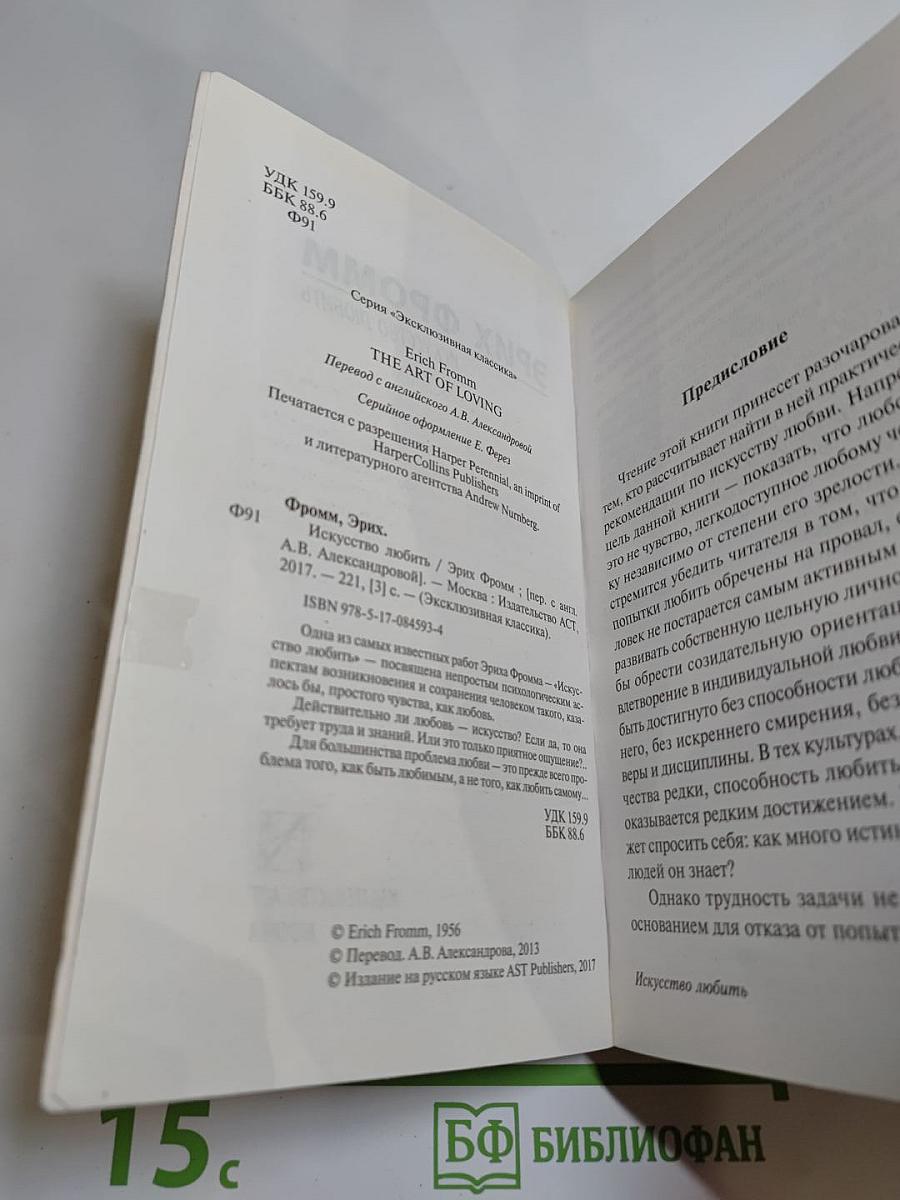 УДК 159.9
ББК 88.6
Ф91
Серия «Эксклюзивная классика»
Erich Fromm
THE ART OF LOVING
Перевод с английского А.В. Александровой
Серийное оформление Е. Ферез
Печатается с разрешения Harper Perennial, an imprint of
HarperCollins Publishers
и литературного агентства Andrew Nurnberg.
Фромм, Эрих.
Ф91 Искусство любить / Эрих Фромм ; [пер. с англ.
А.В. Александровой]. — Москва : Издательство АСТ,
2017. — 221, [3] с. — (Эксклюзивная классика).
ISBN 978-5-17-084593-4
Одна из самых известных работ Эриха Фромма — «Искус-
ство любить» — посвящена непростым психологическим ас-
пектам возникновения и сохранения человеком такого, каза-
лось бы, простого чувства, как любовь.
Действительно ли любовь — искусство? Если да, то она
требует труда и знаний. Или это только приятное ощущение?..
Для большинства проблема любви — это прежде всего про-
блема того, как быть любимым, а не того, как любить самому...
УДК 159.9
ББК 88.6
© Erich Fromm, 1956
© Перевод. А.В. Александрова, 2013
© Издание на русском языке AST Publishers, 2017
Предисловие
Чтение этой книги принесет разочарова
тем, кто рассчитывает найти в ней практиче
рекомендации по искусству любви. Напро
цель данной книги — показать, что любо
это не чувство, легкодоступное любому че
ку независимо от степени его зрелости.
стремится убедить читателя в том, что
попытки любить обречены на провал, е
ловек не постарается самым активным
развивать собственную цельную лично
бы обрести созидательную ориентац
влетворение в индивидуальной любви
быть достигнуто без способности люб
него, без искреннего смирения, без
веры и дисциплины. В тех культурах,
чества редки, способность любить
оказывается редким достижением.
жет спросить себя: как много истин
людей он знает?
Однако трудность задачи не
основанием для отказа от попыт
Искусство любить
15 с
БФ БИБЛИОФАН